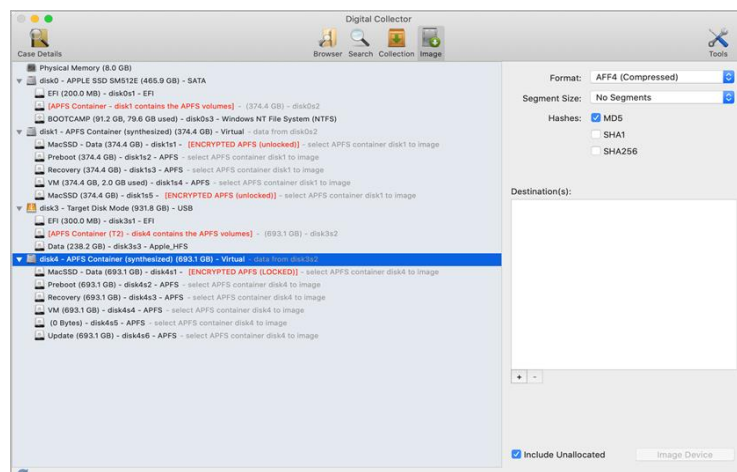 Digital Collector
Case Details
Browser Search Collection Image
Tools
Physical Memory (8.0 GB)
disk0 - APPLE SSD SM512E (465.9 GB) - SATA
EFI (200.0 MB) - disk0s1 - EFI
[APFS Container - disk1 contains the APFS volumes] - (374.4 GB) - disk0s2
BOOTCAMP (91.2 GB, 79.6 GB used) - disk0s3 - Windows NT File System (NTFS)
disk1 - APFS Container (synthesized) (374.4 GB) - Virtual - data from disk0s2
MacSSD - Data (374.4 GB) - disk1s1 - [ENCRYPTED APFS (unlocked)] - select APFS container disk1 to image
Preboot (374.4 GB) - disk1s2 - APFS - select APFS container disk1 to image
Recovery (374.4 GB) - disk1s3 - APFS - select APFS container disk1 to image
VM (374.4 GB, 2.0 GB used) - disk1s4 - APFS - select APFS container disk1 to image
MacSSD (374.4 GB) - disk1s5 - [ENCRYPTED APFS (unlocked)] - select APFS container disk1 to image
disk3 - Target Disk Mode (931.8 GB) - USB
EFI (300.0 MB) - disk3s1 - EFI
[APFS Container (T2) - disk4 contains the APFS volumes] - (693.1 GB) - disk3s2
Data (238.2 GB) - disk3s3 - Apple_HFS
disk4 - APFS Container (synthesized) (693.1 GB) - Virtual - data from disk3s2
MacSSD - Data (693.1 GB) - disk4s1 - [ENCRYPTED APFS (LOCKED)] - select APFS container disk4 to image
Preboot (693.1 GB) - disk4s2 - APFS - select APFS container disk4 to image
Recovery (693.1 GB) - disk4s3 - APFS - select APFS container disk4 to image
VM (693.1 GB) - disk4s4 - APFS - select APFS container disk4 to image
(0 Bytes) - disk4s5 - APFS - select APFS container disk4 to image
Update (693.1 GB) - disk4s6 - APFS - select APFS container disk4 to image
Format: AFF4 (Compressed)
Segment Size: No Segments
Hashes: MD5
SHA1
SHA256
Destination(s):
+ -
Include Unallocated
Image Device